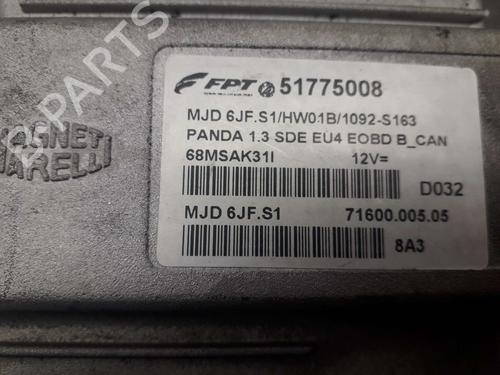 B-PARTS
MAGNETI
MARELLI
FPT 51775008
MJD 6JF.S1/HW01B/1092-S163
PANDA 1.3 SDE EU4 EOBD B_CAN
68MSAK31I 12V=
D032
MJD 6JF.S1 71600.005.05
8A3